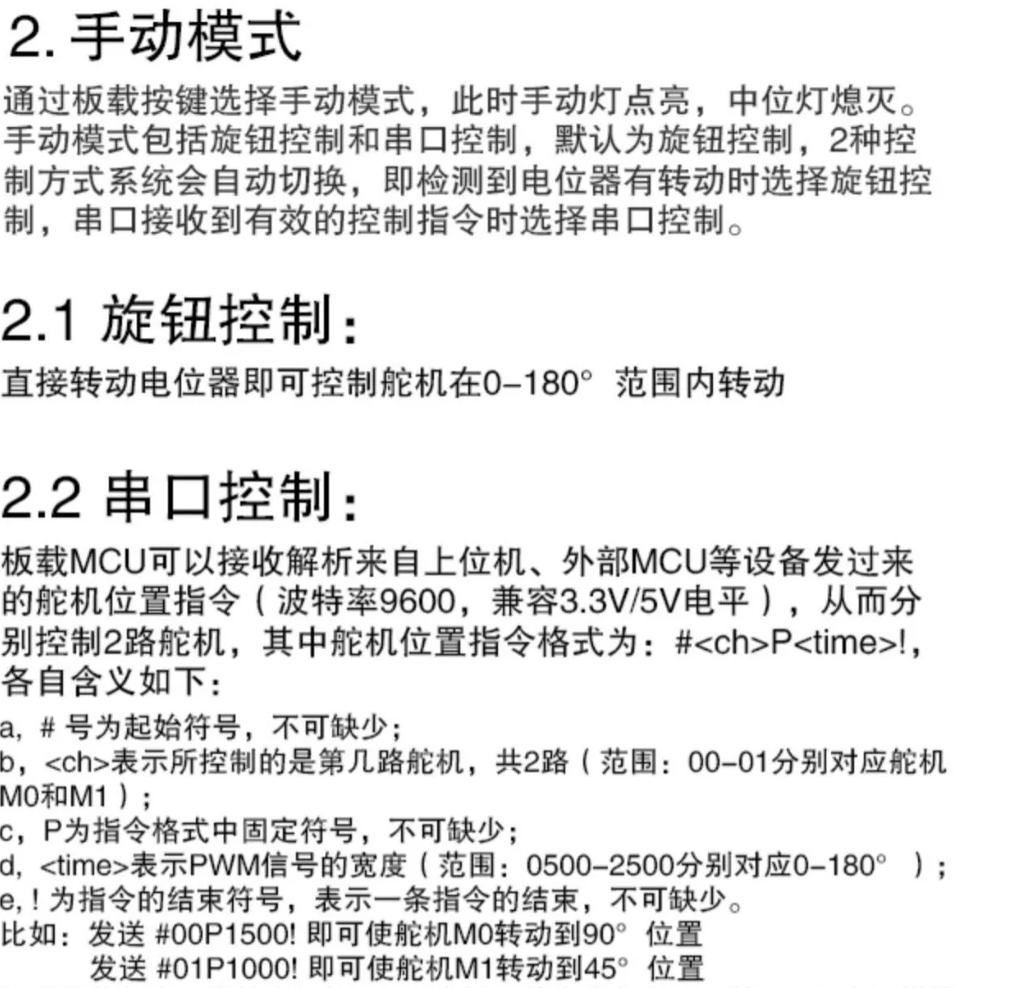 2. 手动模式
通过板载按键选择手动模式，此时手动灯点亮，中位灯熄灭。
手动模式包括旋钮控制和串口控制，默认为旋钮控制，2种控
制方式系统会自动切换，即检测到电位器有转动时选择旋钮控
制，串口接收到有效的控制指令时选择串口控制。
2.1 旋钮控制：
直接转动电位器即可控制舵机在0-180° 范围内转动
2.2 串口控制：
板载MCU可以接收解析来自上位机、外部MCU等设备发过来
的舵机位置指令（波特率9600，兼容3.3V/5V电平），从而分
别控制2路舵机，其中舵机位置指令格式为：#<ch>P<time>!，
各自含义如下：
a, # 号为起始符号，不可缺少；
b，<ch>表示所控制的是第几路舵机，共2路（范围：00-01分别对应舵机
M0和M1）；
c，P为指令格式中固定符号，不可缺少；
d, <time>表示PWM信号的宽度（范围：0500-2500分别对应0-180° ）；
e, ! 为指令的结束符号，表示一条指令的结束，不可缺少。
比如：发送 #00P1500! 即可使舵机M0转动到90° 位置
发送 #01P1000! 即可使舵机M1转动到45° 位置